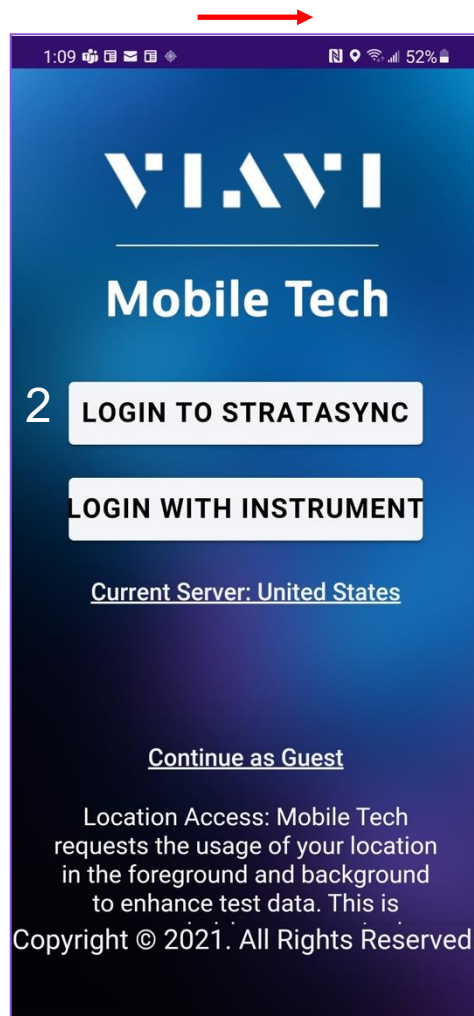 1:09 52%
VIAVI
Mobile Tech
2 LOGIN TO STRATASYNC
LOGIN WITH INSTRUMENT
Current Server: United States
Continue as Guest
Location Access: Mobile Tech
requests the usage of your location
in the foreground and background
to enhance test data. This is
Copyright © 2021. All Rights Reserved